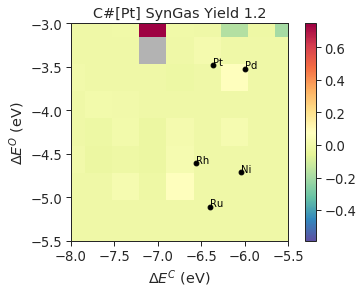 C#[Pt] SynGas Yield 1.2
−3.0
−3.5
−4.0
−4.5
−5.0
−5.5
ΔE^O (eV)
Pt
Pd
Rh
Ni
Ru
−8.0 −7.5 −7.0 −6.5 −6.0 −5.5
ΔE^C (eV)
0.6
0.4
0.2
0.0
−0.2
−0.4